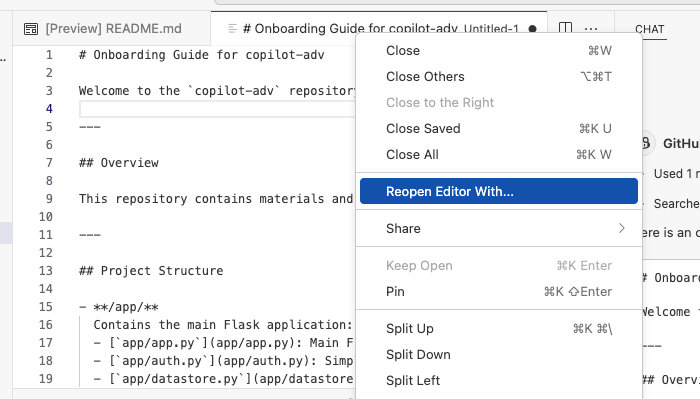 [Preview] README.md
# Onboarding Guide for copilot-adv Untitled-1
CHAT
1 # Onboarding Guide for copilot-adv
2
3 Welcome to the `copilot-adv` repository
4
5 ---
6
7 ## Overview
8
9 This repository contains materials and
10
11 ---
12
13 ## Project Structure
14
15 - **/app/**
16 Contains the main Flask application:
17 - [`app/app.py`](app/app.py): Main F
18 - [`app/auth.py`](app/auth.py): Simp
19 - [`app/datastore.py`](app/datastore
Close ⌘W
Close Others ⌥⌘T
Close to the Right
Close Saved ⌘K U
Close All ⌘K W
Reopen Editor With...
Share
Keep Open ⌘K Enter
Pin ⌘K ⇧Enter
Split Up ⌘K ⌘\
Split Down
Split Left
GitHu
Used 1 r
Searche
ere is an o
# Onboard
Welcome t
---
## Overvi